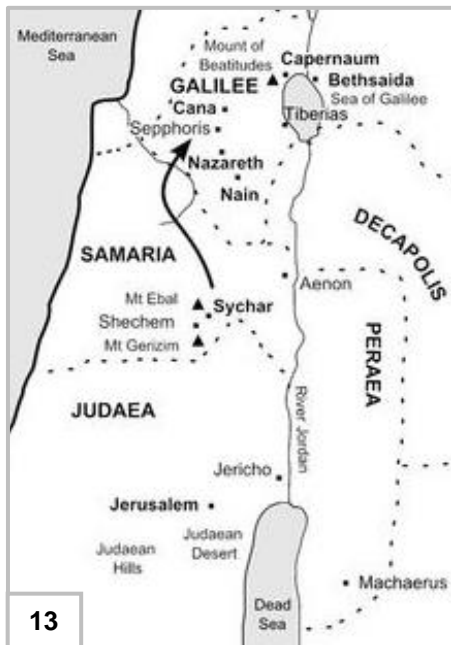 Mediterranean
Sea
Mount of
Beatitudes
Capernaum
GALILEE
Bethsaida
Cana
Sea of Galilee
Sepphoris
Tiberias
Nazareth
Nain
DECAPOLIS
SAMARIA
Aenon
Mt Ebal
Sychar
Shechem
Mt Gerizim
PERAEA
JUDAEA
River Jordan
Jericho
Jerusalem
Judaean
Hills
Judaean
Desert
Machaerus
Dead
Sea
13